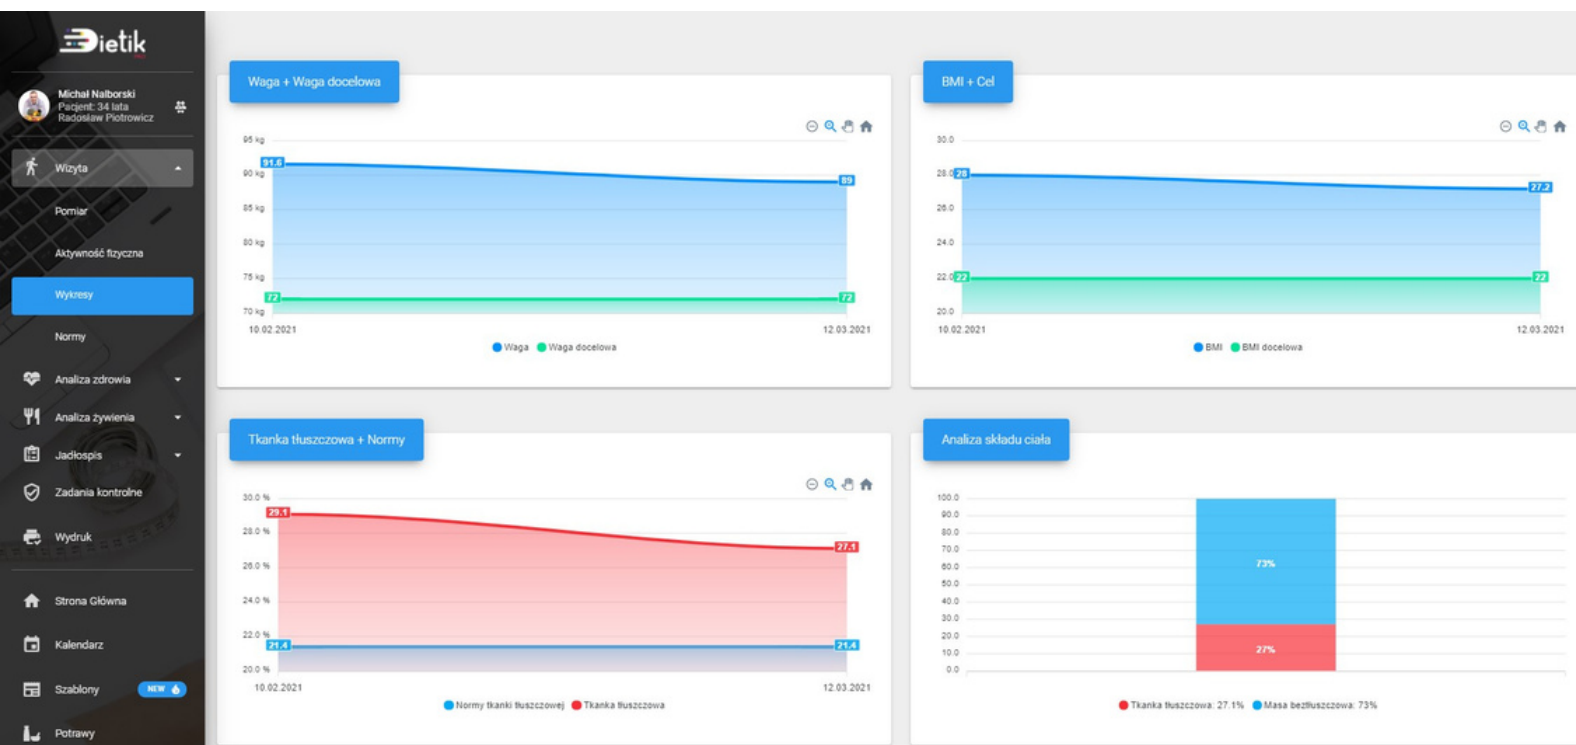 Dietik
PRO
Michał Nalborski
Pacjent: 34 lata
Radosław Piotrowicz
Wizyta
Pomiar
Aktywność fizyczna
Wykresy
Normy
Analiza zdrowia
Analiza żywienia
Jadłospis
Zadania kontrolne
Wydruk
Strona Główna
Kalendarz
Szablony NEW
Potrawy
Waga + Waga docelowa
95 kg
91.6
90 kg
89
85 kg
80 kg
75 kg
72 72
70 kg
10.02.2021 12.03.2021
Waga Waga docelowa
BMI + Cel
30.0
28.0 28
27.2
26.0
24.0
22.0 22 22
20.0
10.02.2021 12.03.2021
BMI BMI docelowa
Tkanka tłuszczowa + Normy
30.0 %
29.1
28.0 %
27.1
26.0 %
24.0 %
22.0 %
21.4 21.4
20.0 %
10.02.2021 12.03.2021
Normy tkanki tłuszczowej Tkanka tłuszczowa
Analiza składu ciała
100.0
90.0
80.0
70.0
60.0 73%
50.0
40.0
30.0
20.0
10.0 27%
0.0
Tkanka tłuszczowa: 27.1% Masa beztłuszczowa: 73%